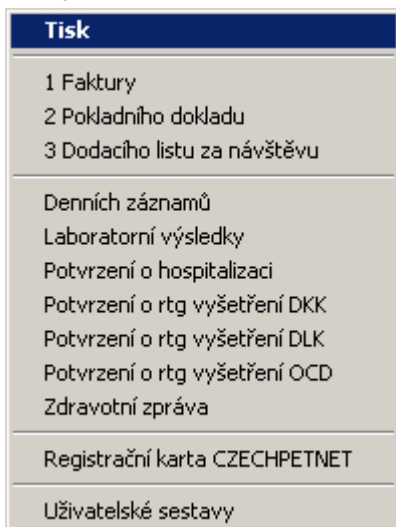 Tisk
1 Faktury
2 Pokladního dokladu
3 Dodacího listu za návštěvu
Denních záznamů
Laboratorní výsledky
Potvrzení o hospitalizaci
Potvrzení o rtg vyšetření DKK
Potvrzení o rtg vyšetření DLK
Potvrzení o rtg vyšetření OCD
Zdravotní zpráva
Registrační karta CZECHPETNET
Uživatelské sestavy